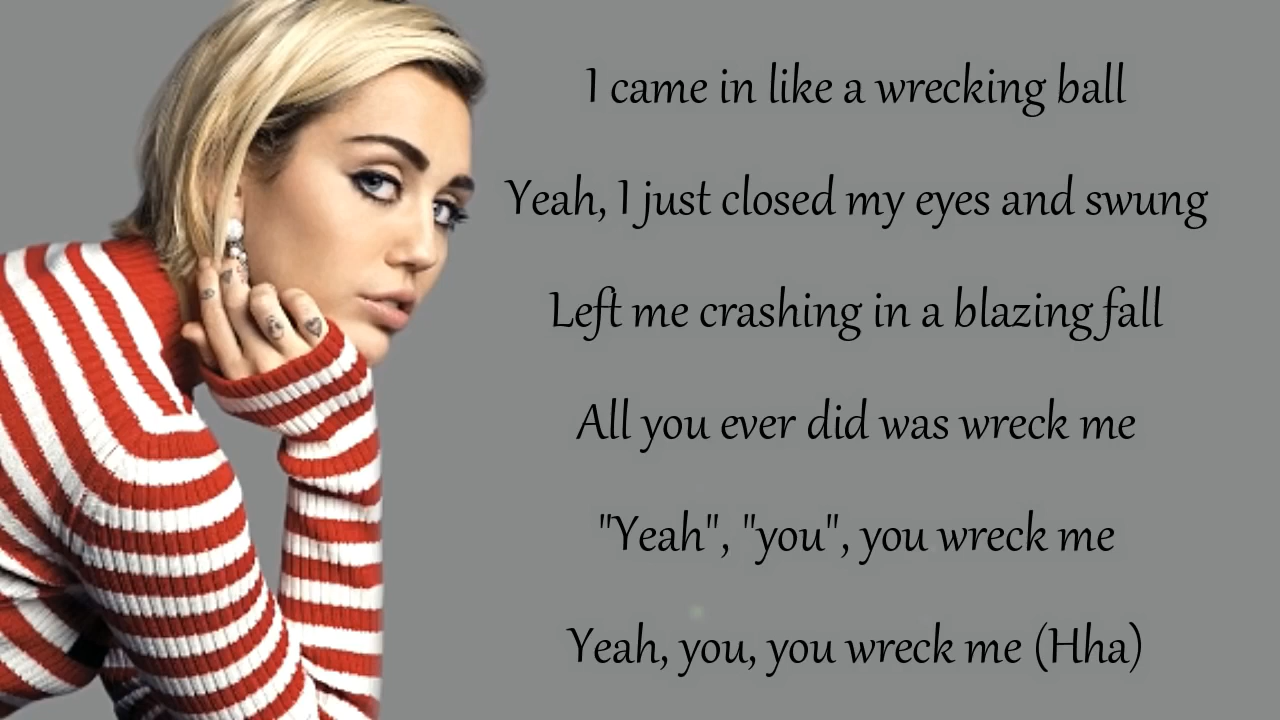 I came in like a wrecking ball
Yeah, I just closed my eyes and swung
Left me crashing in a blazing fall
All you ever did was wreck me
"Yeah", "you", you wreck me
Yeah, you, you wreck me (Hha)